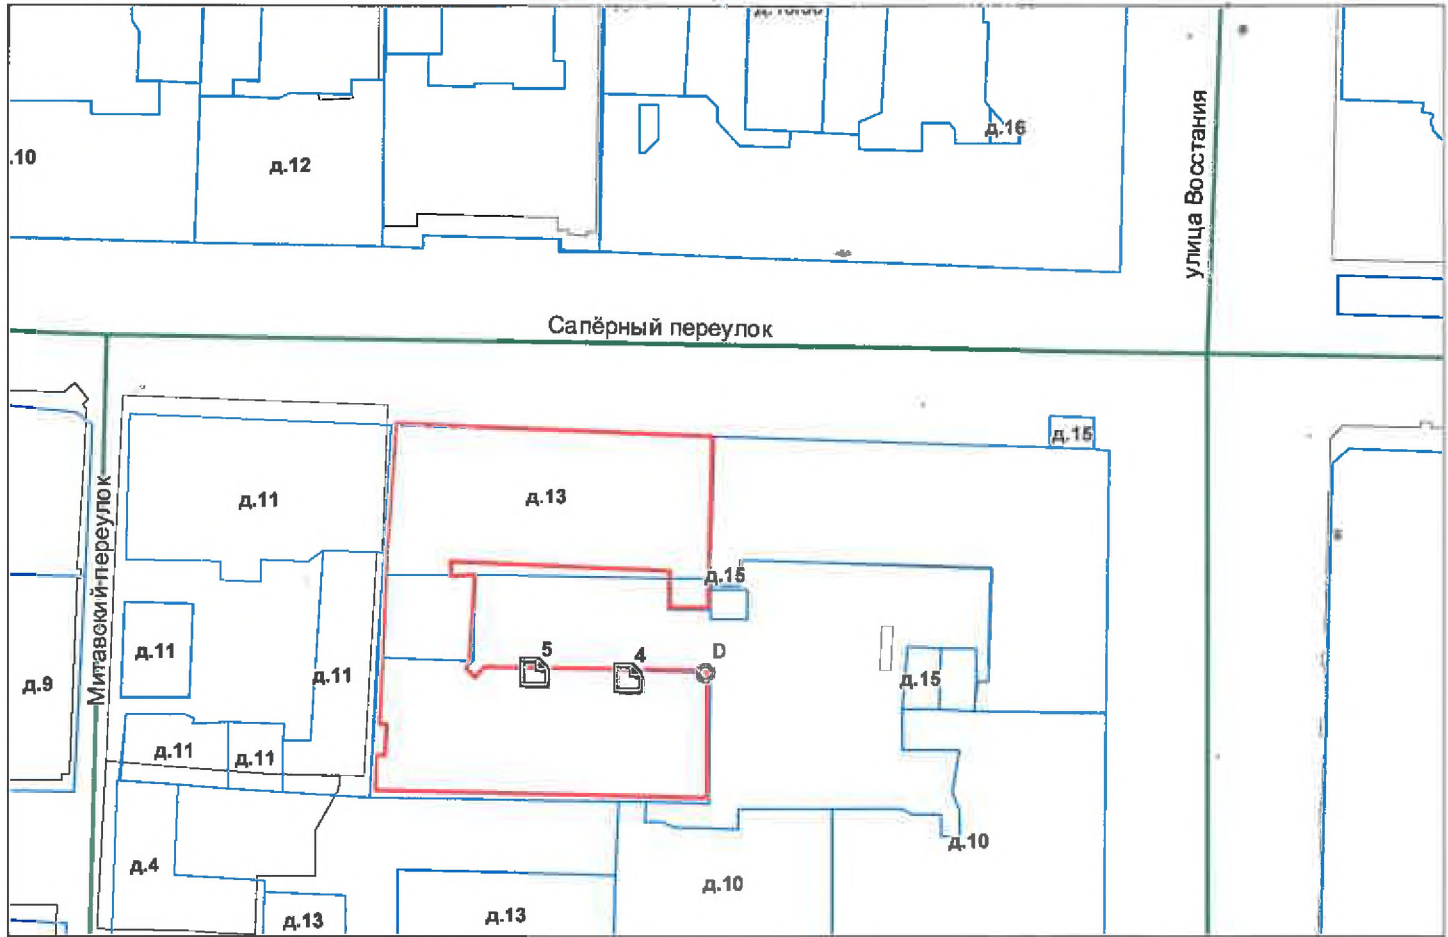 д.16
.10
д.12
улица Восстания
Сапёрный переулок
д.15
д.11
д.13
Митавский переулок
д.15
5
4
D
д.11
д.11
д.9
д.15
д.11
д.11
д.4
д.10
д.10
д.13
д.13